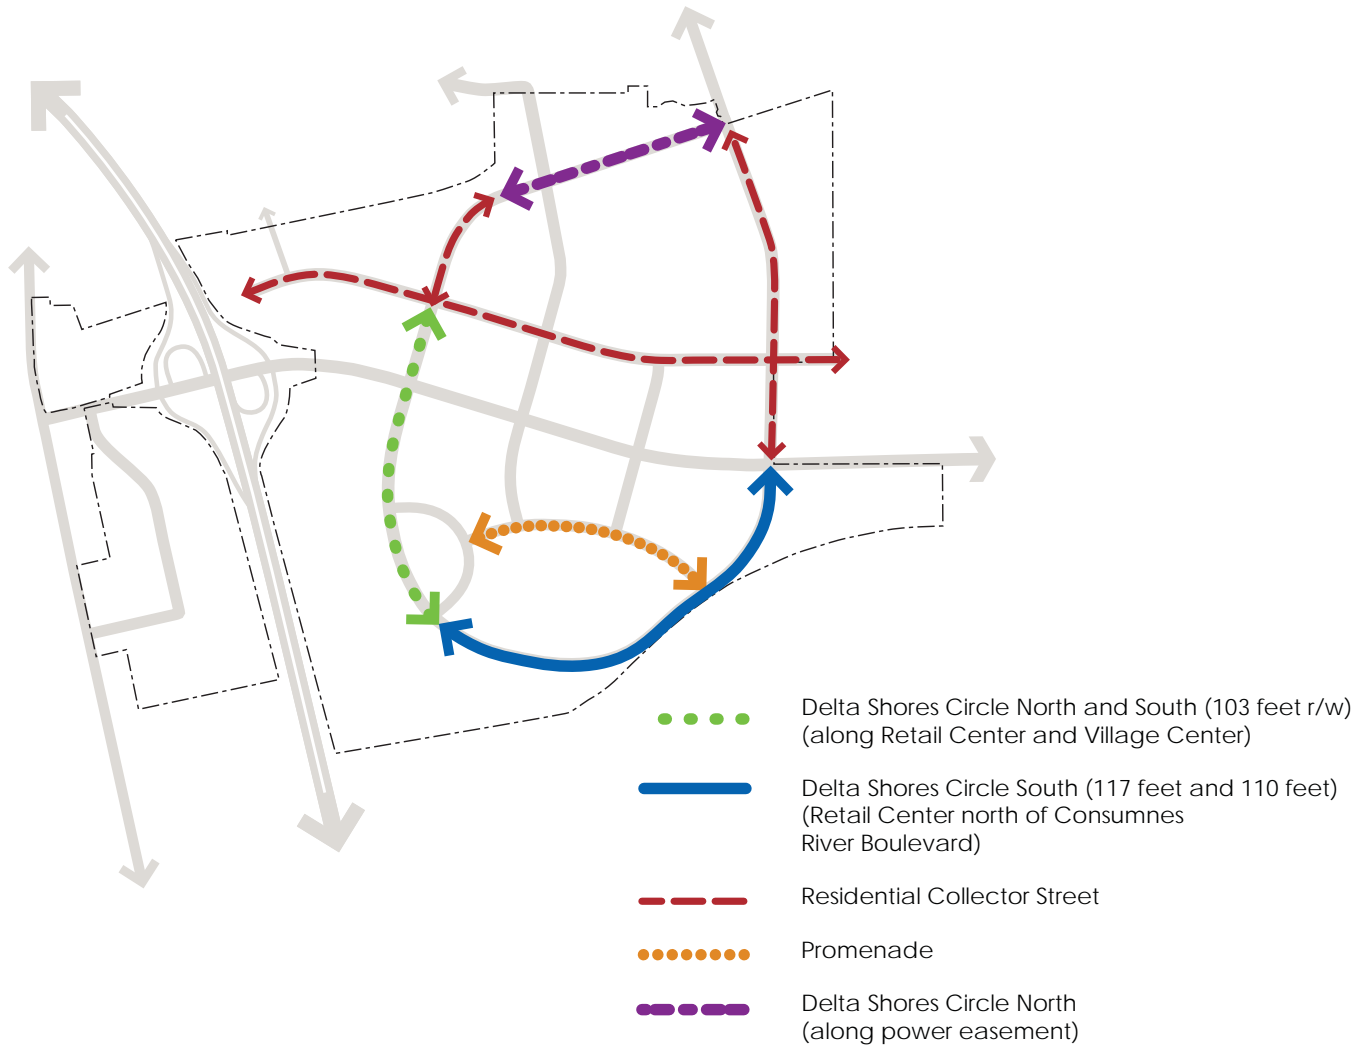 Delta Shores Circle North and South (103 feet r/w)
(along Retail Center and Village Center)
Delta Shores Circle South (117 feet and 110 feet)
(Retail Center north of Consumnes
River Boulevard)
Residential Collector Street
Promenade
Delta Shores Circle North
(along power easement)